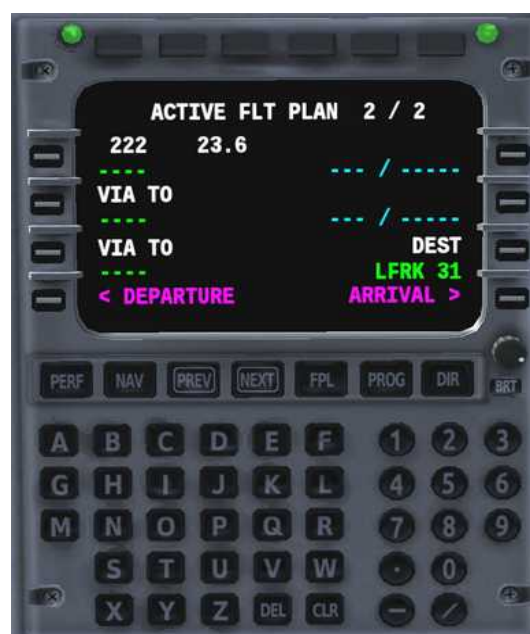 ACTIVE FLT PLAN 2 / 2
222 23.6
---- --- / -----
VIA TO
---- --- / -----
VIA TO DEST
---- LFRK 31
< DEPARTURE ARRIVAL >
PERF NAV PREV NEXT FPL PROG DIR BRT
A B C D E F 1 2 3
G H I J K L 4 5 6
M N O P Q R 7 8 9
S T U V W · 0
X Y Z DEL CLR − /